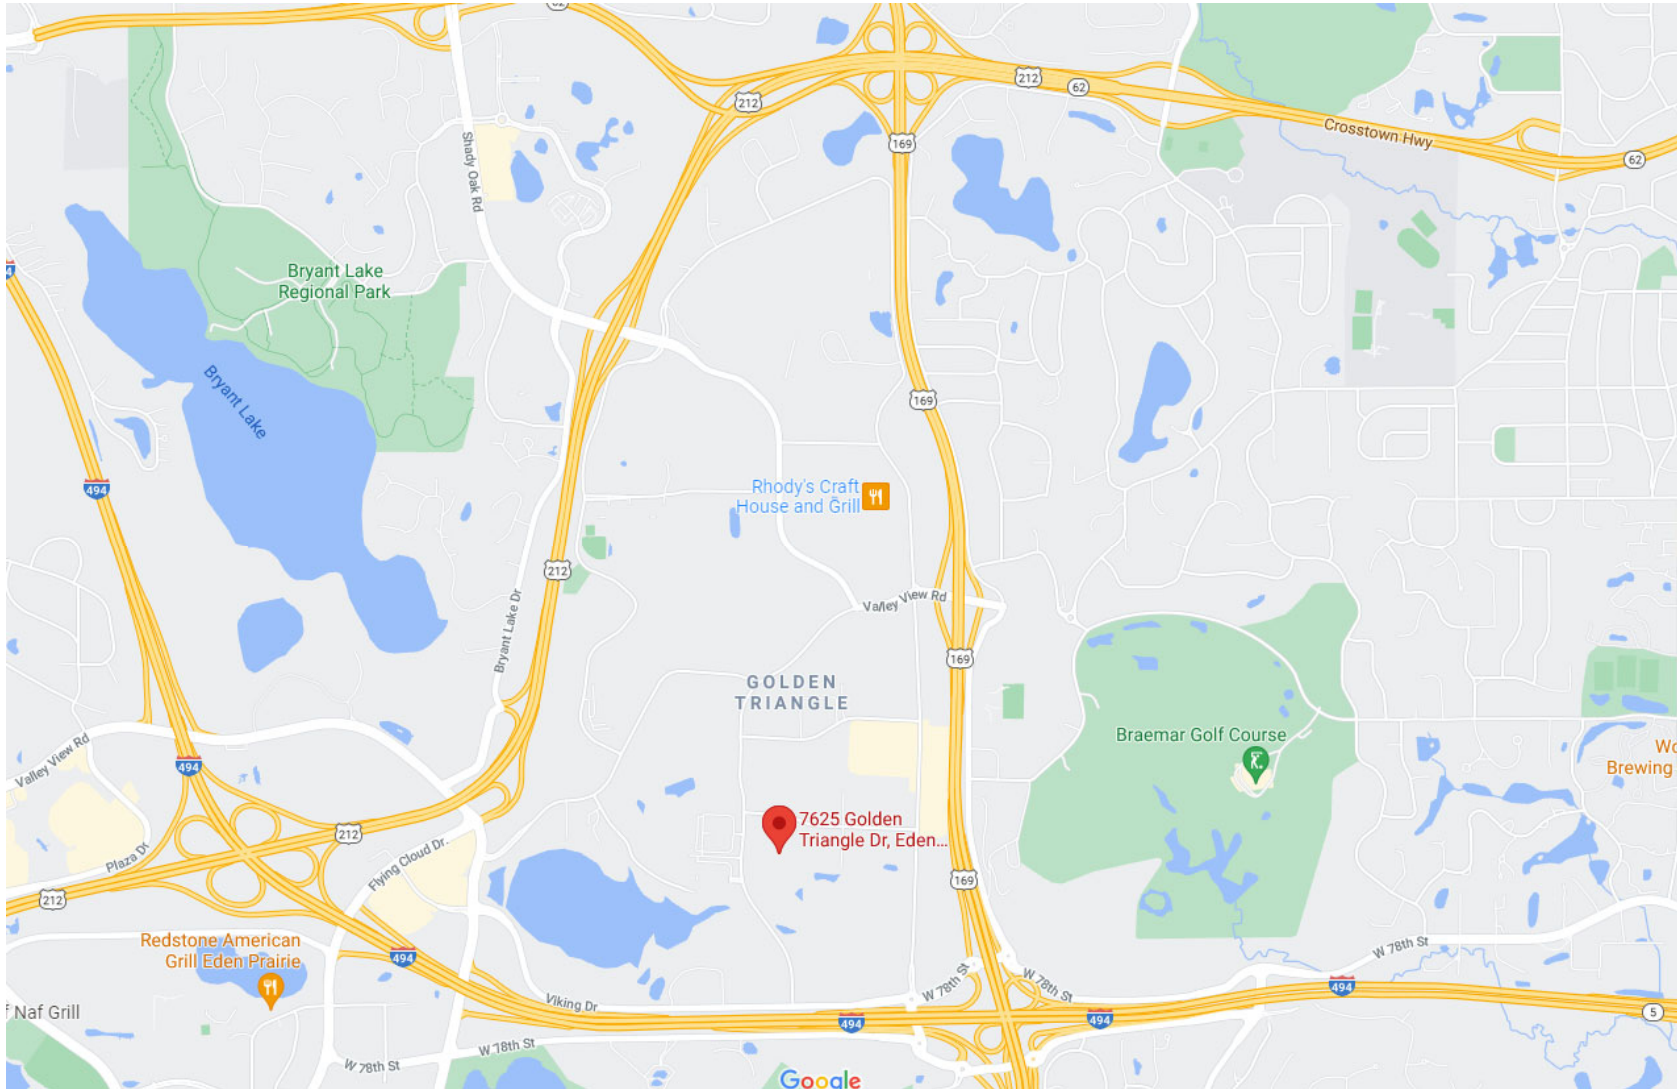 62
212
212
62
Crosstown Hwy
62
169
Shady Oak Rd
Bryant Lake
Regional Park
Bryant Lake
169
494
Rhody's Craft
House and Grill
212
Valley View Rd
Bryant Lake Dr
169
GOLDEN
TRIANGLE
Braemar Golf Course
Valley View Rd
494
Brewing
7625 Golden
Triangle Dr, Eden...
212
Plaza Dr
Flying Cloud Dr.
169
212
Redstone American
Grill Eden Prairie
494
W 78th St
W 78th St
W 78th St
494
Viking Dr
f Naf Grill
494
494
5
W 78th St
W 78th St
Google